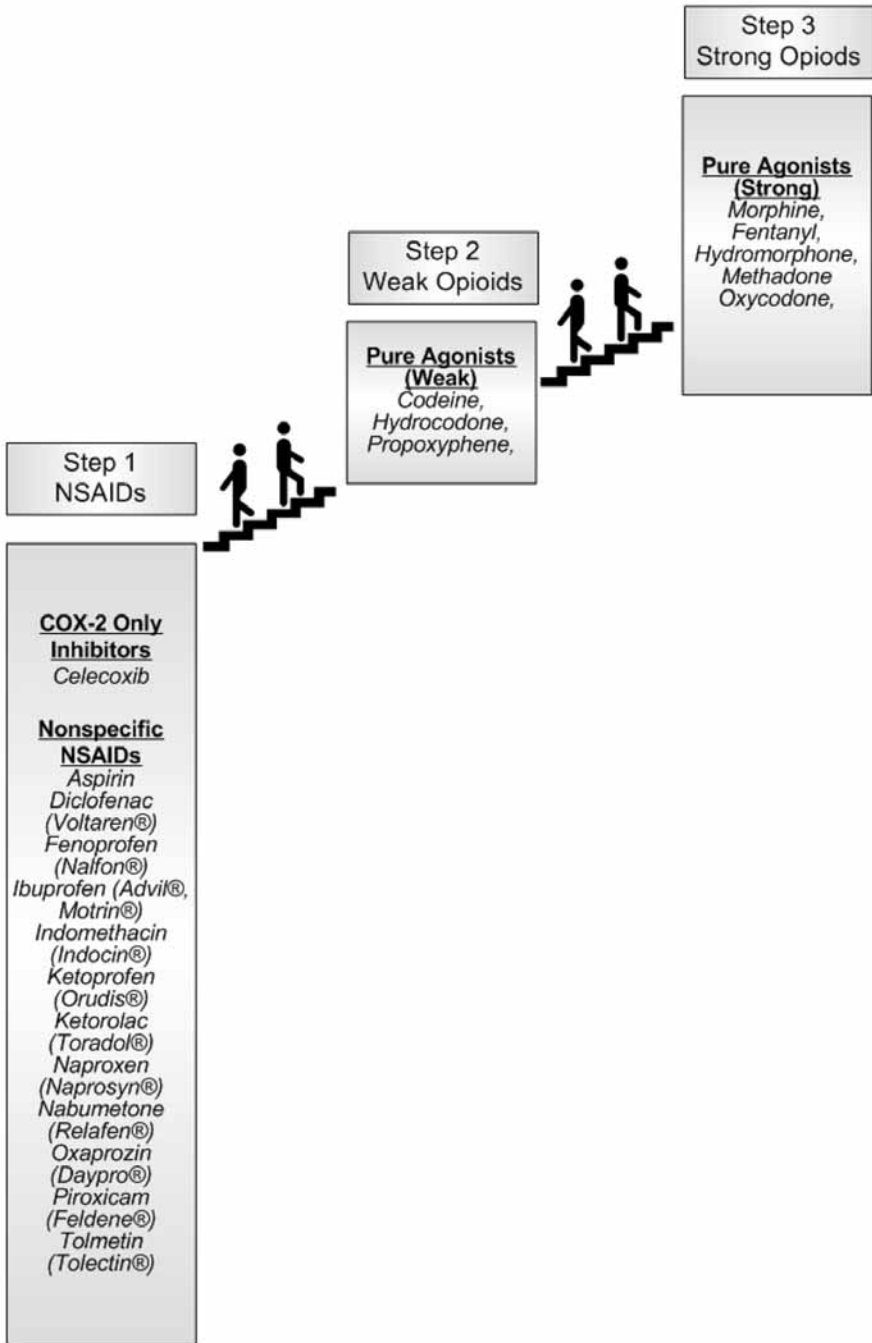 Step 1
NSAIDs
COX-2 Only
Inhibitors
Celecoxib
Nonspecific
NSAIDs
Aspirin
Diclofenac
(Voltaren®)
Fenoprofen
(Nalfon®)
Ibuprofen (Advil®,
Motrin®)
Indomethacin
(Indocin®)
Ketoprofen
(Orudis®)
Ketorolac
(Toradol®)
Naproxen
(Naprosyn®)
Nabumetone
(Relafen®)
Oxaprozin
(Daypro®)
Piroxicam
(Feldene®)
Tolmetin
(Tolectin®)
Step 2
Weak Opioids
Pure Agonists
(Weak)
Codeine,
Hydrocodone,
Propoxyphene,
Step 3
Strong Opiods
Pure Agonists
(Strong)
Morphine,
Fentanyl,
Hydromorphone,
Methadone
Oxycodone,